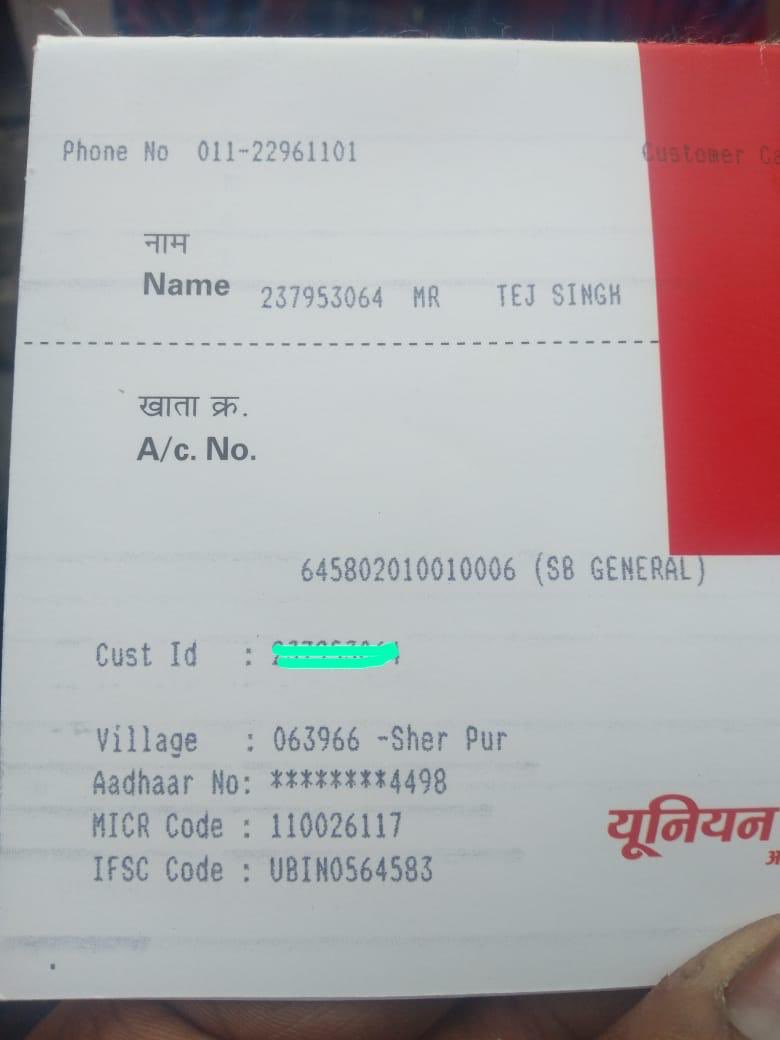 Phone No 011-22961101
Customer
नाम
Name 237953064 MR TEJ SINGH
खाता क्र.
A/c. No.
645802010010006 (SB GENERAL)
Cust Id :
Village : 063966 -Sher Pur
Aadhaar No: ********4498
MICR Code : 110026117
IFSC Code : UBIN0564583
यूनियन